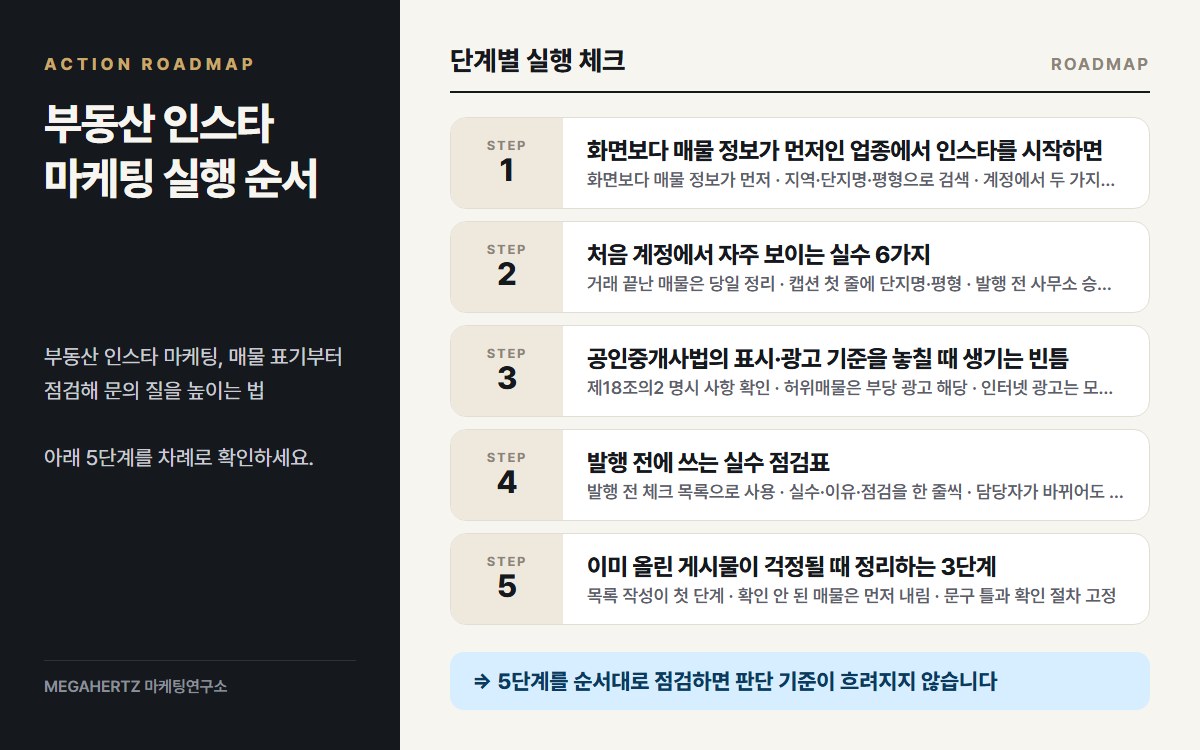 ACTION ROADMAP
부동산 인스타
마케팅 실행 순서
부동산 인스타 마케팅, 매물 표기부터
점검해 문의 질을 높이는 법
아래 5단계를 차례로 확인하세요.
MEGAHERTZ 마케팅연구소
단계별 실행 체크
ROADMAP
STEP
1
화면보다 매물 정보가 먼저인 업종에서 인스타를 시작하면
화면보다 매물 정보가 먼저 · 지역·단지명·평형으로 검색 · 계정에서 두 가지...
STEP
2
처음 계정에서 자주 보이는 실수 6가지
거래 끝난 매물은 당일 정리 · 캡션 첫 줄에 단지명·평형 · 발행 전 사무소 승...
STEP
3
공인중개사법의 표시·광고 기준을 놓칠 때 생기는 빈틈
제18조의2 명시 사항 확인 · 허위매물은 부당 광고 해당 · 인터넷 광고는 모...
STEP
4
발행 전에 쓰는 실수 점검표
발행 전 체크 목록으로 사용 · 실수·이유·점검을 한 줄씩 · 담당자가 바뀌어도 ...
STEP
5
이미 올린 게시물이 걱정될 때 정리하는 3단계
목록 작성이 첫 단계 · 확인 안 된 매물은 먼저 내림 · 문구 틀과 확인 절차 고정
⇒ 5단계를 순서대로 점검하면 판단 기준이 흐려지지 않습니다